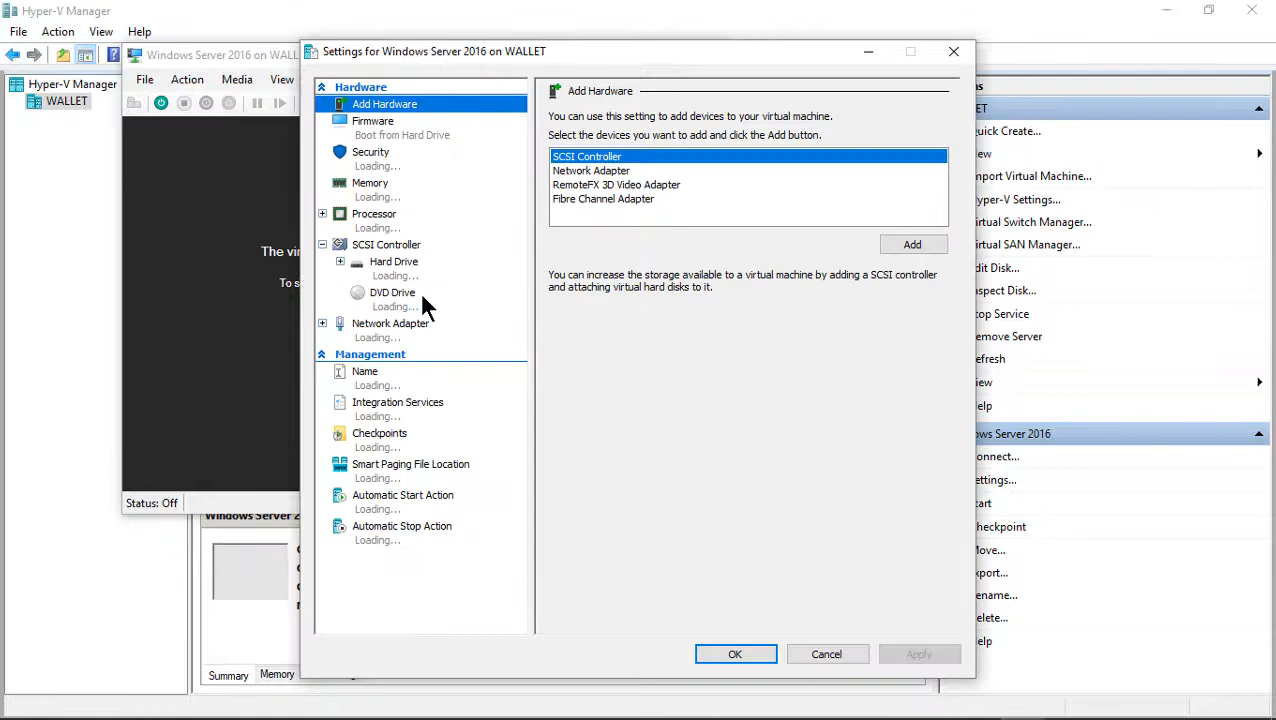 Hyper-V Manager
File Action View Help
Windows Server 2016 on WALL
Hyper-V Manager
WALLET
File Action Media View
The vi
To s
Status: Off
Windows Server 2
Summary Memory
Settings for Windows Server 2016 on WALLET
Hardware
Add Hardware
Firmware
Boot from Hard Drive
Security
Loading...
Memory
Loading...
Processor
Loading...
SCSI Controller
Hard Drive
Loading...
DVD Drive
Loading...
Network Adapter
Loading...
Management
Name
Loading...
Integration Services
Loading...
Checkpoints
Loading...
Smart Paging File Location
Loading...
Automatic Start Action
Loading...
Automatic Stop Action
Loading...
Add Hardware
You can use this setting to add devices to your virtual machine.
Select the devices you want to add and click the Add button.
SCSI Controller
Network Adapter
RemoteFX 3D Video Adapter
Fibre Channel Adapter
Add
You can increase the storage available to a virtual machine by adding a SCSI controller
and attaching virtual hard disks to it.
OK Cancel Apply
ns
ET
uick Create...
ew
mport Virtual Machine...
yper-V Settings...
irtual Switch Manager...
irtual SAN Manager...
dit Disk...
nspect Disk...
top Service
emove Server
efresh
iew
elp
ows Server 2016
onnect...
ettings...
tart
heckpoint
Move...
xport...
ename...
elete...
elp